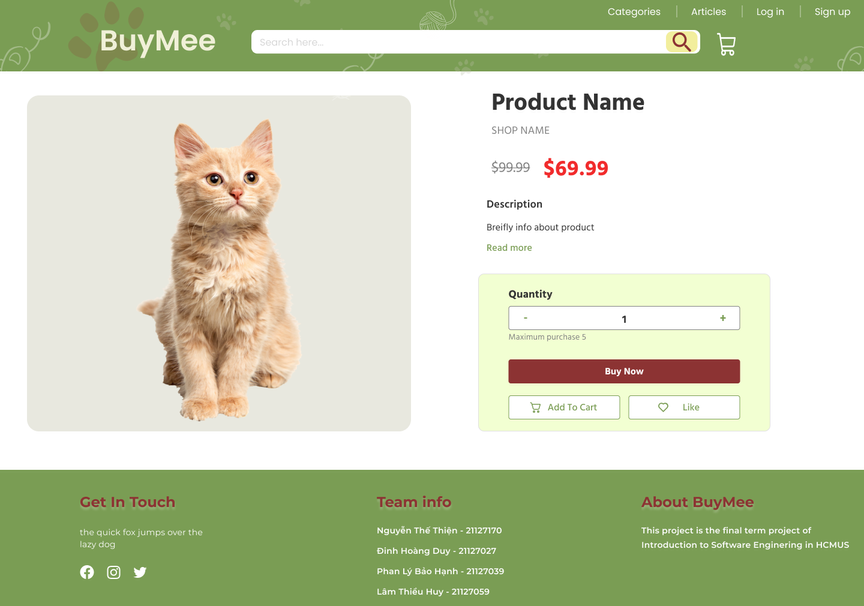 Categories
Articles
Log in
Sign up
BuyMee
Search here...
Product Name
SHOP NAME
$99.99 $69.99
Description
Breifly info about product
Read more
Quantity
- 1 +
Maximum purchase 5
Buy Now
Add To Cart
Like
Get In Touch
the quick fox jumps over the
lazy dog
Team info
Nguyễn Thế Thiện - 21127170
Đinh Hoàng Duy - 21127027
Phan Lý Bảo Hạnh - 21127039
Lâm Thiều Huy - 21127059
About BuyMee
This project is the final term project of
Introduction to Software Enginering in HCMUS